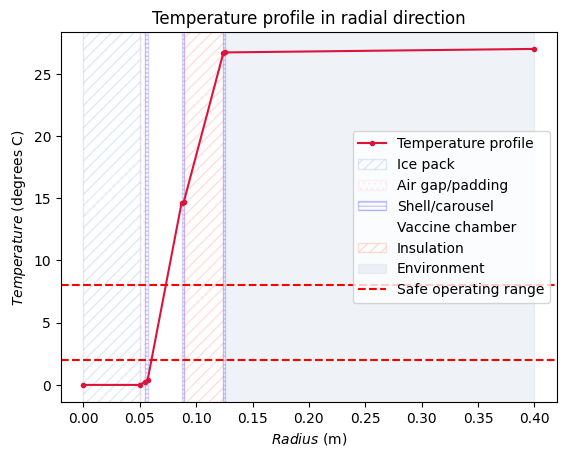 Temperature profile in radial direction
Temperature (degrees C)
25
20
15
10
5
0
Temperature profile
Ice pack
Air gap/padding
Shell/carousel
Vaccine chamber
Insulation
Environment
Safe operating range
0.00 0.05 0.10 0.15 0.20 0.25 0.30 0.35 0.40
Radius (m)